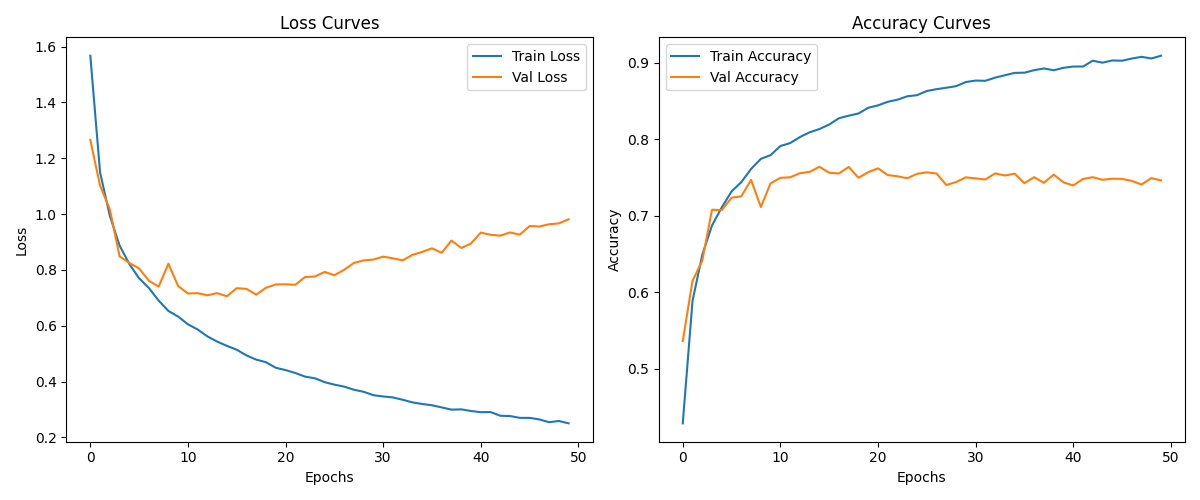 Loss Curves
Train Loss
Val Loss
1.6
1.4
1.2
1.0
0.8
0.6
0.4
0.2
Loss
0 10 20 30 40 50
Epochs
Accuracy Curves
Train Accuracy
Val Accuracy
0.9
0.8
0.7
0.6
0.5
Accuracy
0 10 20 30 40 50
Epochs